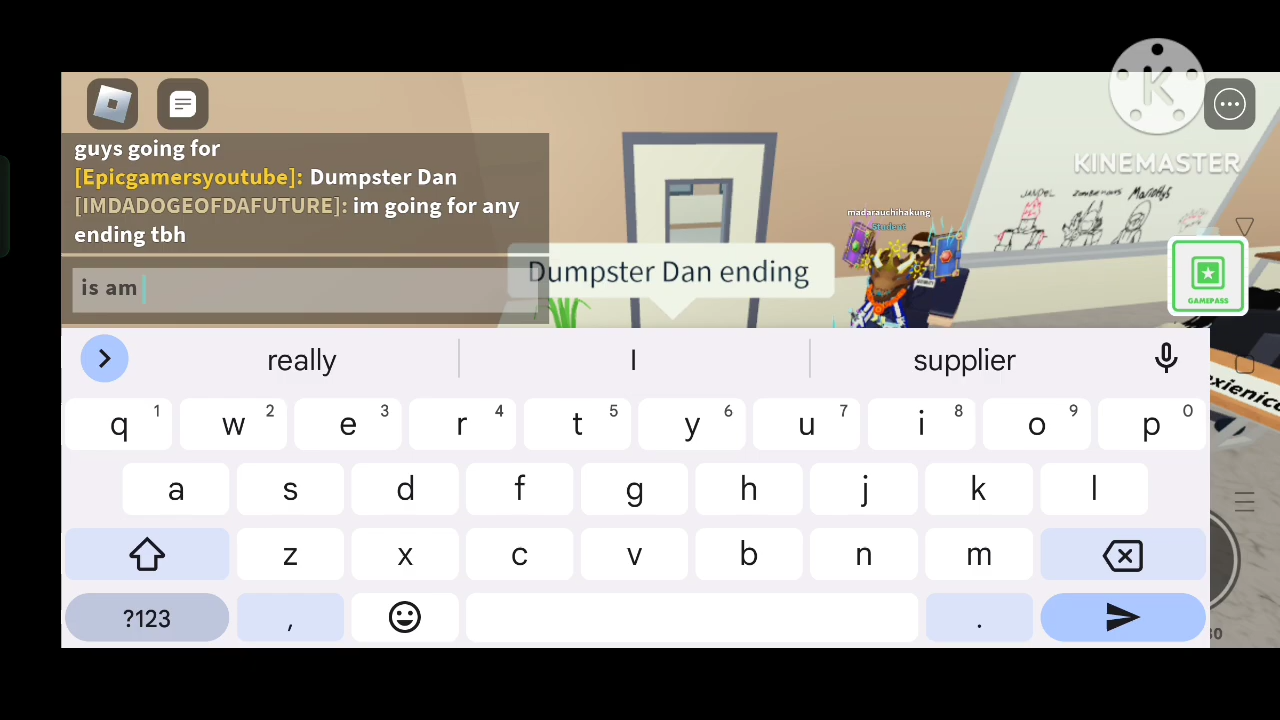 KINEMASTER
guys going for
[Epicgamersyoutube]: Dumpster Dan
[IMDADOGEOFDAFUTURE]: im going for any
ending tbh
madarauchihakung
Student
is am
Dumpster Dan ending
GAMEPASS
really
I
supplier
q 1 w 2 e 3 r 4 t 5 y 6 u 7 i 8 o 9 p 0
a s d f g h j k l
z x c v b n m
?123 , .